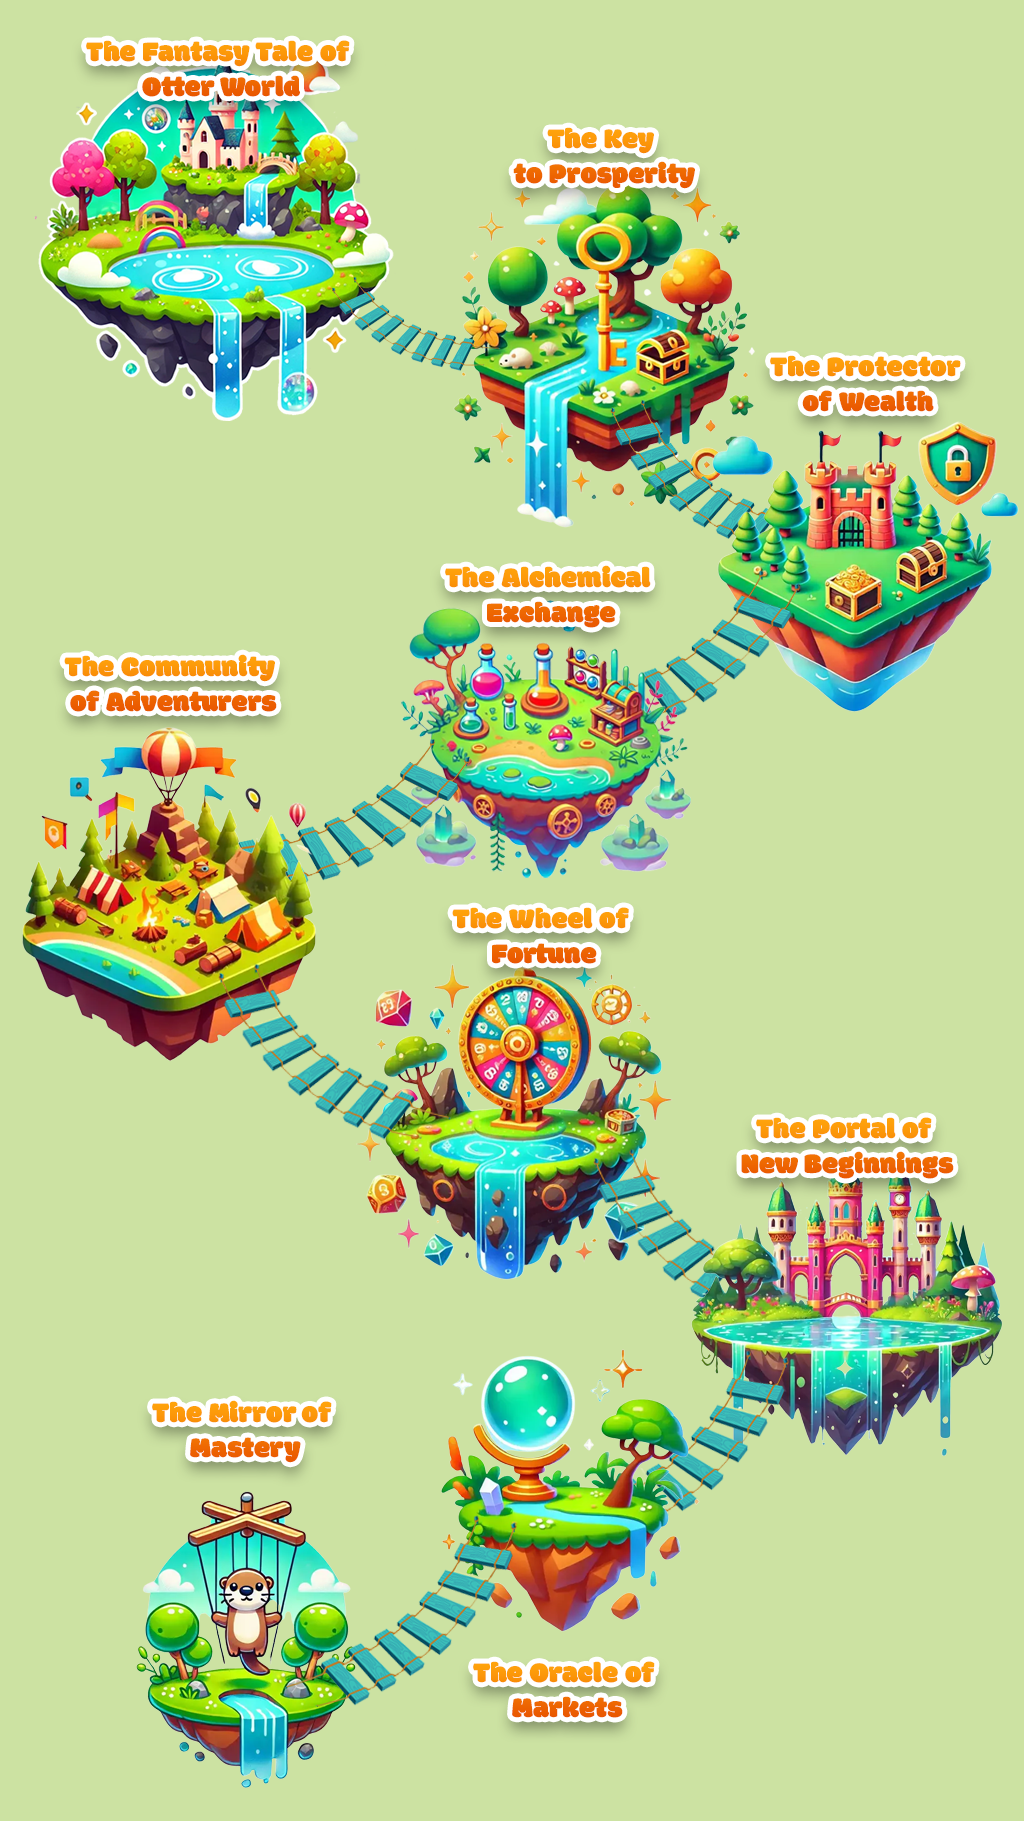 The Fantasy Tale of
Otter World
The Key
to Prosperity
The Protector
of Wealth
The Alchemical
Exchange
The Community
of Adventurers
The Wheel of
Fortune
The Portal of
New Beginnings
The Mirror of
Mastery
The Oracle of
Markets